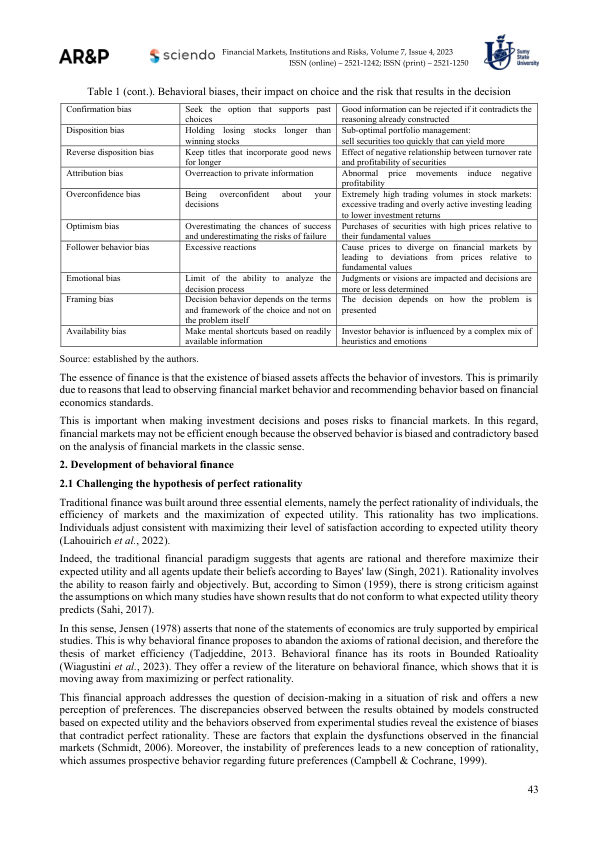 AR&P
sciendo
Financial Markets, Institutions and Risks, Volume 7, Issue 4, 2023
ISSN (online) – 2521-1242; ISSN (print) – 2521-1250
Sumy
State
University
Table 1 (cont.). Behavioral biases, their impact on choice and the risk that results in the decision
Confirmation bias
Seek the option that supports past
choices
Good information can be rejected if it contradicts the
reasoning already constructed
Disposition bias
Holding losing stocks longer than
winning stocks
Sub-optimal portfolio management:
sell securities too quickly that can yield more
Reverse disposition bias
Keep titles that incorporate good news
for longer
Effect of negative relationship between turnover rate
and profitability of securities
Attribution bias
Overreaction to private information
Abnormal price movements induce negative
profitability
Overconfidence bias
Being overconfident about your
decisions
Extremely high trading volumes in stock markets:
excessive trading and overly active investing leading
to lower investment returns
Optimism bias
Overestimating the chances of success
and underestimating the risks of failure
Purchases of securities with high prices relative to
their fundamental values
Follower behavior bias
Excessive reactions
Cause prices to diverge on financial markets by
leading to deviations from prices relative to
fundamental values
Emotional bias
Limit of the ability to analyze the
decision process
Judgments or visions are impacted and decisions are
more or less determined
Framing bias
Decision behavior depends on the terms
and framework of the choice and not on
the problem itself
The decision depends on how the problem is
presented
Availability bias
Make mental shortcuts based on readily
available information
Investor behavior is influenced by a complex mix of
heuristics and emotions
Source: established by the authors.
The essence of finance is that the existence of biased assets affects the behavior of investors. This is primarily
due to reasons that lead to observing financial market behavior and recommending behavior based on financial
economics standards.
This is important when making investment decisions and poses risks to financial markets. In this regard,
financial markets may not be efficient enough because the observed behavior is biased and contradictory based
on the analysis of financial markets in the classic sense.
2. Development of behavioral finance
2.1 Challenging the hypothesis of perfect rationality
Traditional finance was built around three essential elements, namely the perfect rationality of individuals, the
efficiency of markets and the maximization of expected utility. This rationality has two implications.
Individuals adjust consistent with maximizing their level of satisfaction according to expected utility theory
(Lahouirich et al., 2022).
Indeed, the traditional financial paradigm suggests that agents are rational and therefore maximize their
expected utility and all agents update their beliefs according to Bayes' law (Singh, 2021). Rationality involves
the ability to reason fairly and objectively. But, according to Simon (1959), there is strong criticism against
the assumptions on which many studies have shown results that do not conform to what expected utility theory
predicts (Sahi, 2017).
In this sense, Jensen (1978) asserts that none of the statements of economics are truly supported by empirical
studies. This is why behavioral finance proposes to abandon the axioms of rational decision, and therefore the
thesis of market efficiency (Tadjeddine, 2013. Behavioral finance has its roots in Bounded Ratioality
(Wiagustini et al., 2023). They offer a review of the literature on behavioral finance, which shows that it is
moving away from maximizing or perfect rationality.
This financial approach addresses the question of decision-making in a situation of risk and offers a new
perception of preferences. The discrepancies observed between the results obtained by models constructed
based on expected utility and the behaviors observed from experimental studies reveal the existence of biases
that contradict perfect rationality. These are factors that explain the dysfunctions observed in the financial
markets (Schmidt, 2006). Moreover, the instability of preferences leads to a new conception of rationality,
which assumes prospective behavior regarding future preferences (Campbell & Cochrane, 1999).
43